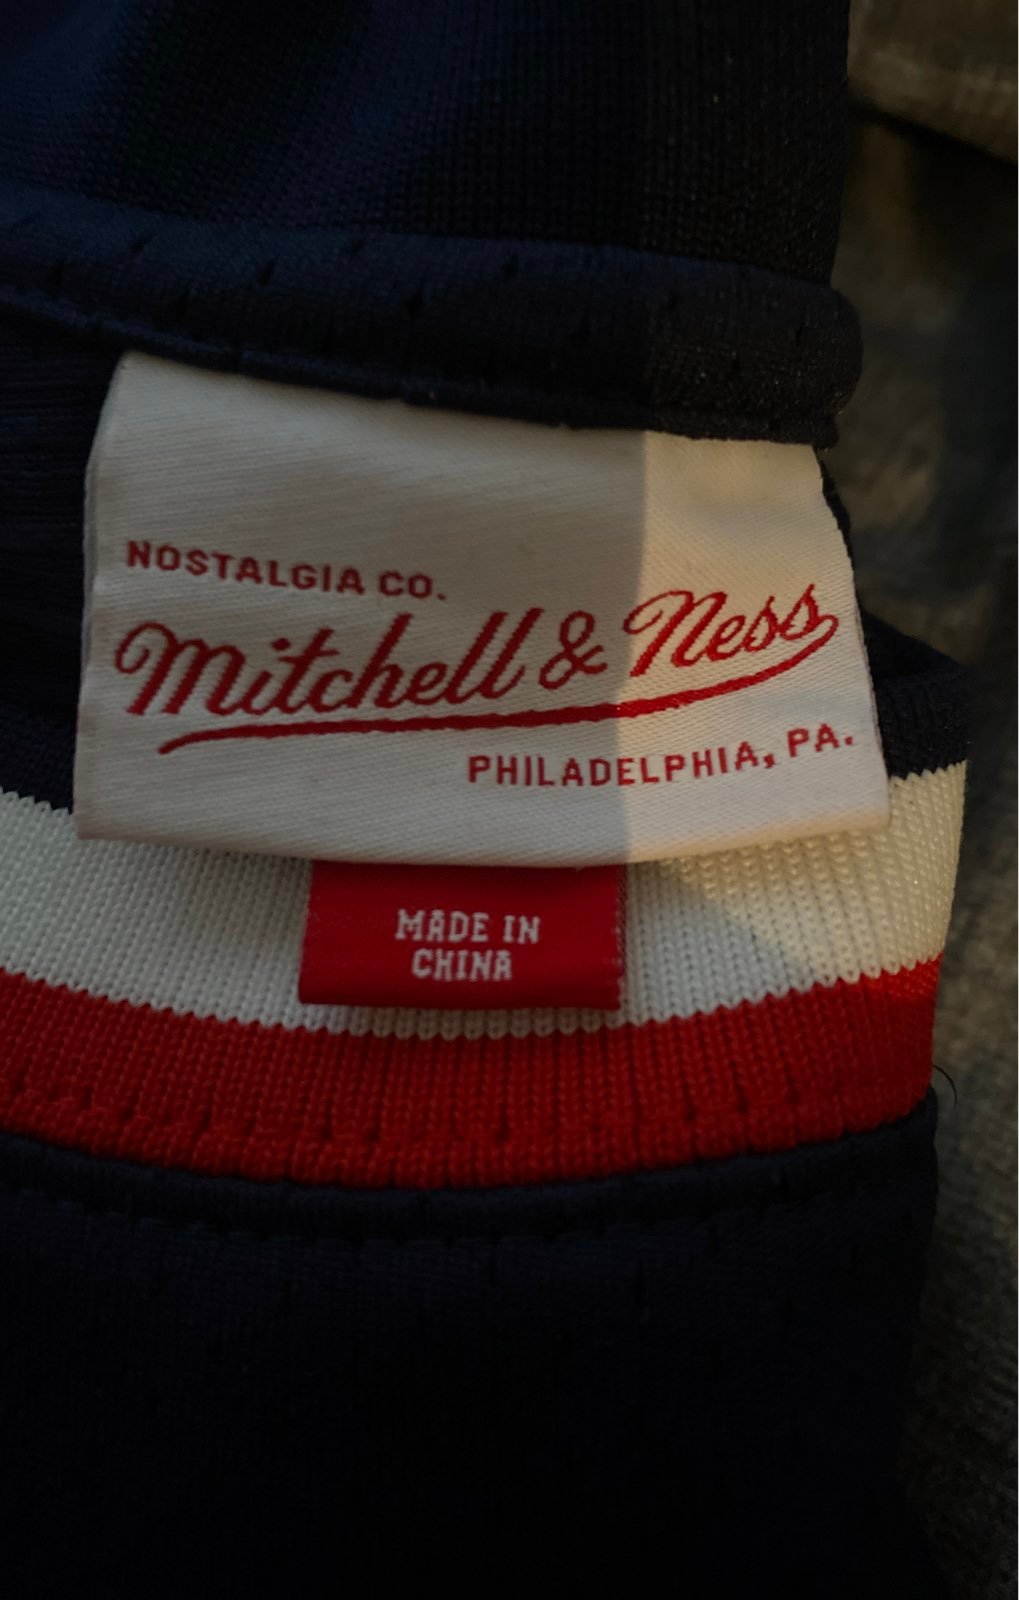 NOSTALGIA CO.
Mitchell & Ness
PHILADELPHIA, PA.
MADE IN
CHINA